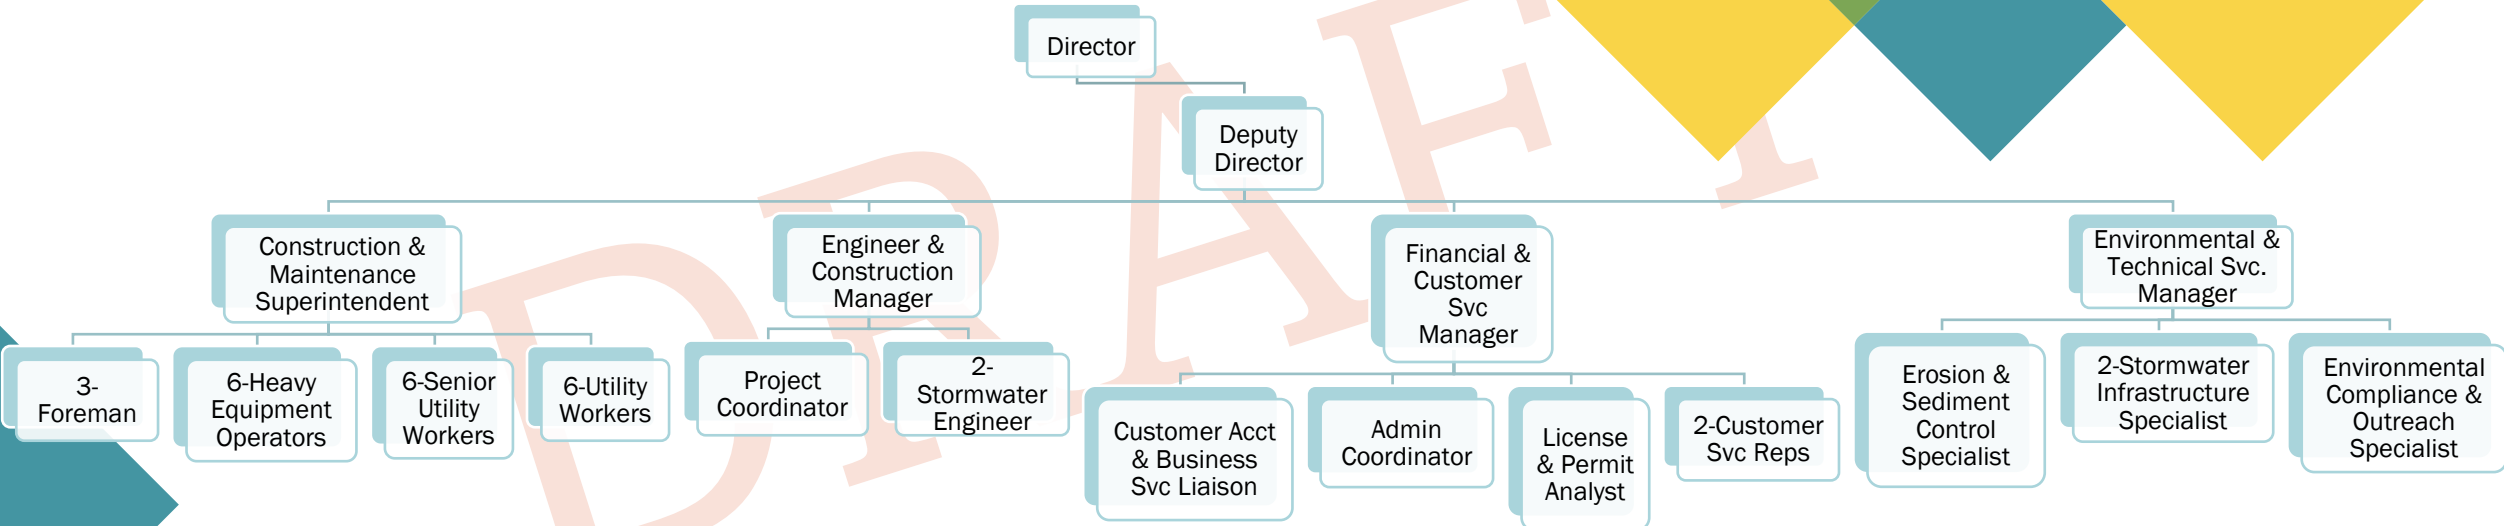 Director
Deputy
Director
Construction &
Maintenance
Superintendent
Engineer &
Construction
Manager
Financial &
Customer
Svc
Manager
Environmental &
Technical Svc.
Manager
3-
Foreman
6-Heavy
Equipment
Operators
6-Senior
Utility
Workers
6-Utility
Workers
Project
Coordinator
2-
Stormwater
Engineer
Customer Acct
& Business
Svc Liaison
Admin
Coordinator
License
& Permit
Analyst
2-Customer
Svc Reps
Erosion &
Sediment
Control
Specialist
2-Stormwater
Infrastructure
Specialist
Environmental
Compliance &
Outreach
Specialist
DRAFT